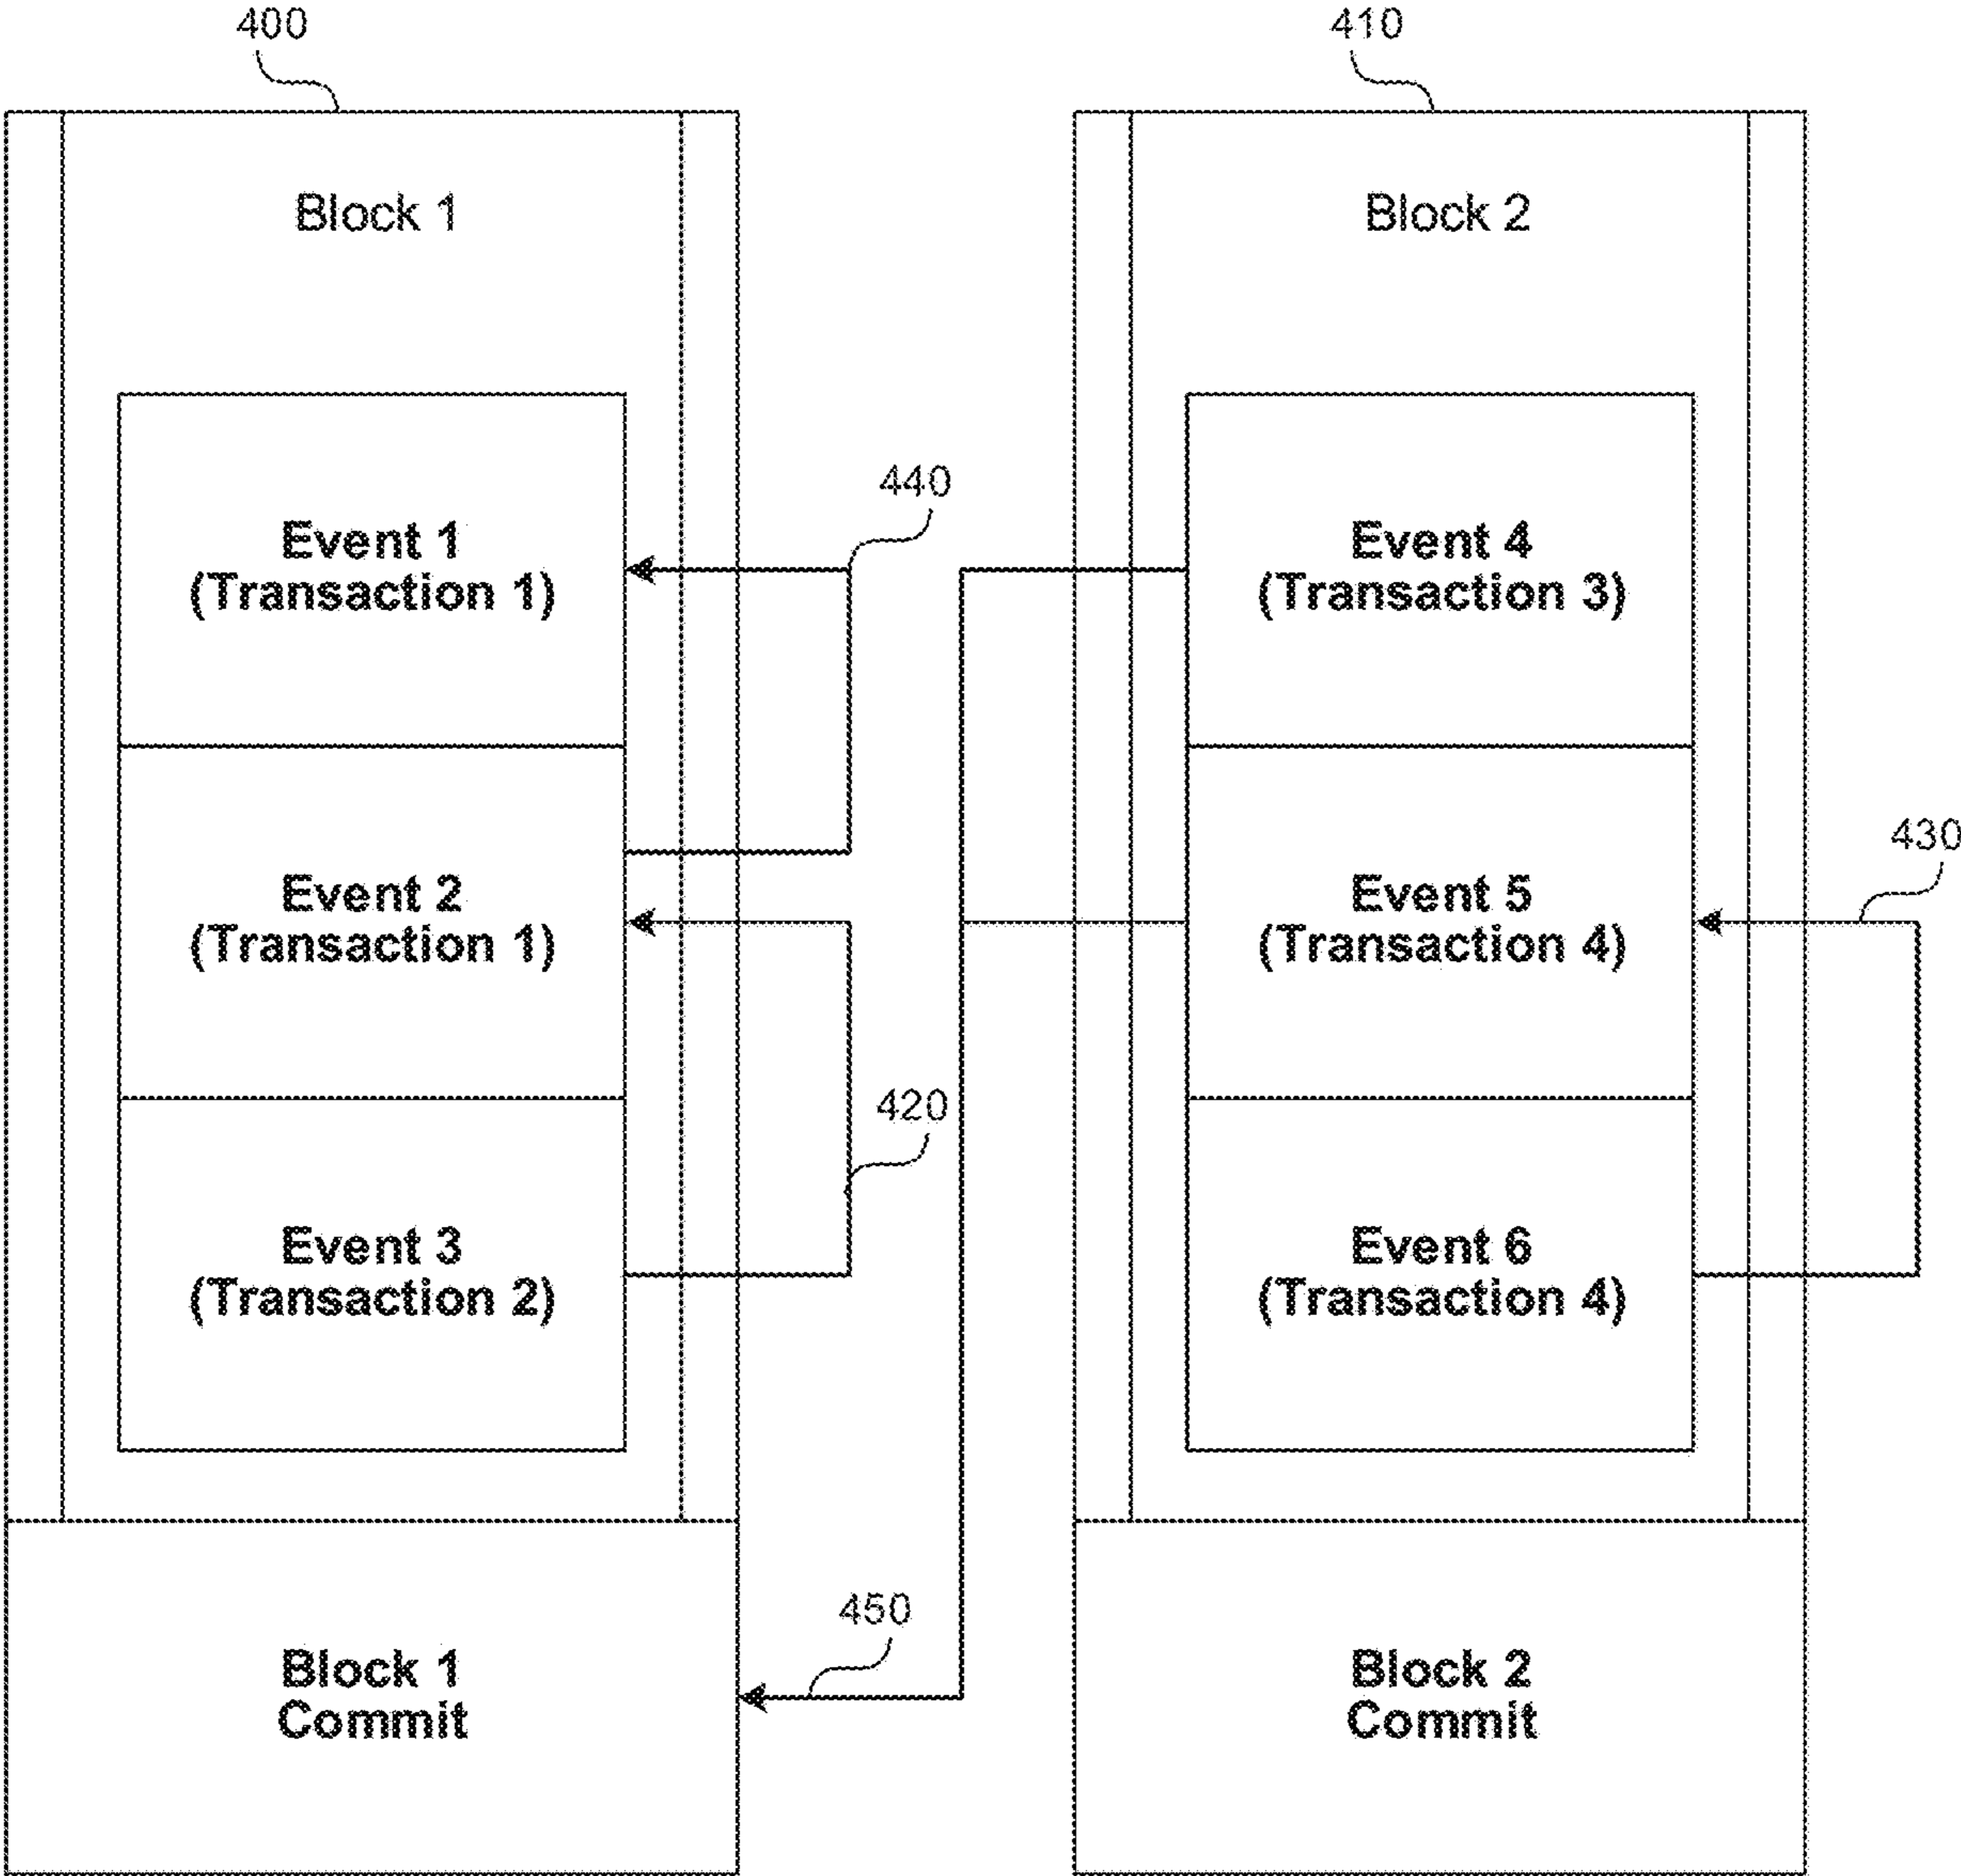 400
410
Block 1
Block 2
Event 1
(Transaction 1)
440
Event 4
(Transaction 3)
Event 2
(Transaction 1)
Event 5
(Transaction 4)
430
420
Event 3
(Transaction 2)
Event 6
(Transaction 4)
450
Block 1
Commit
Block 2
Commit